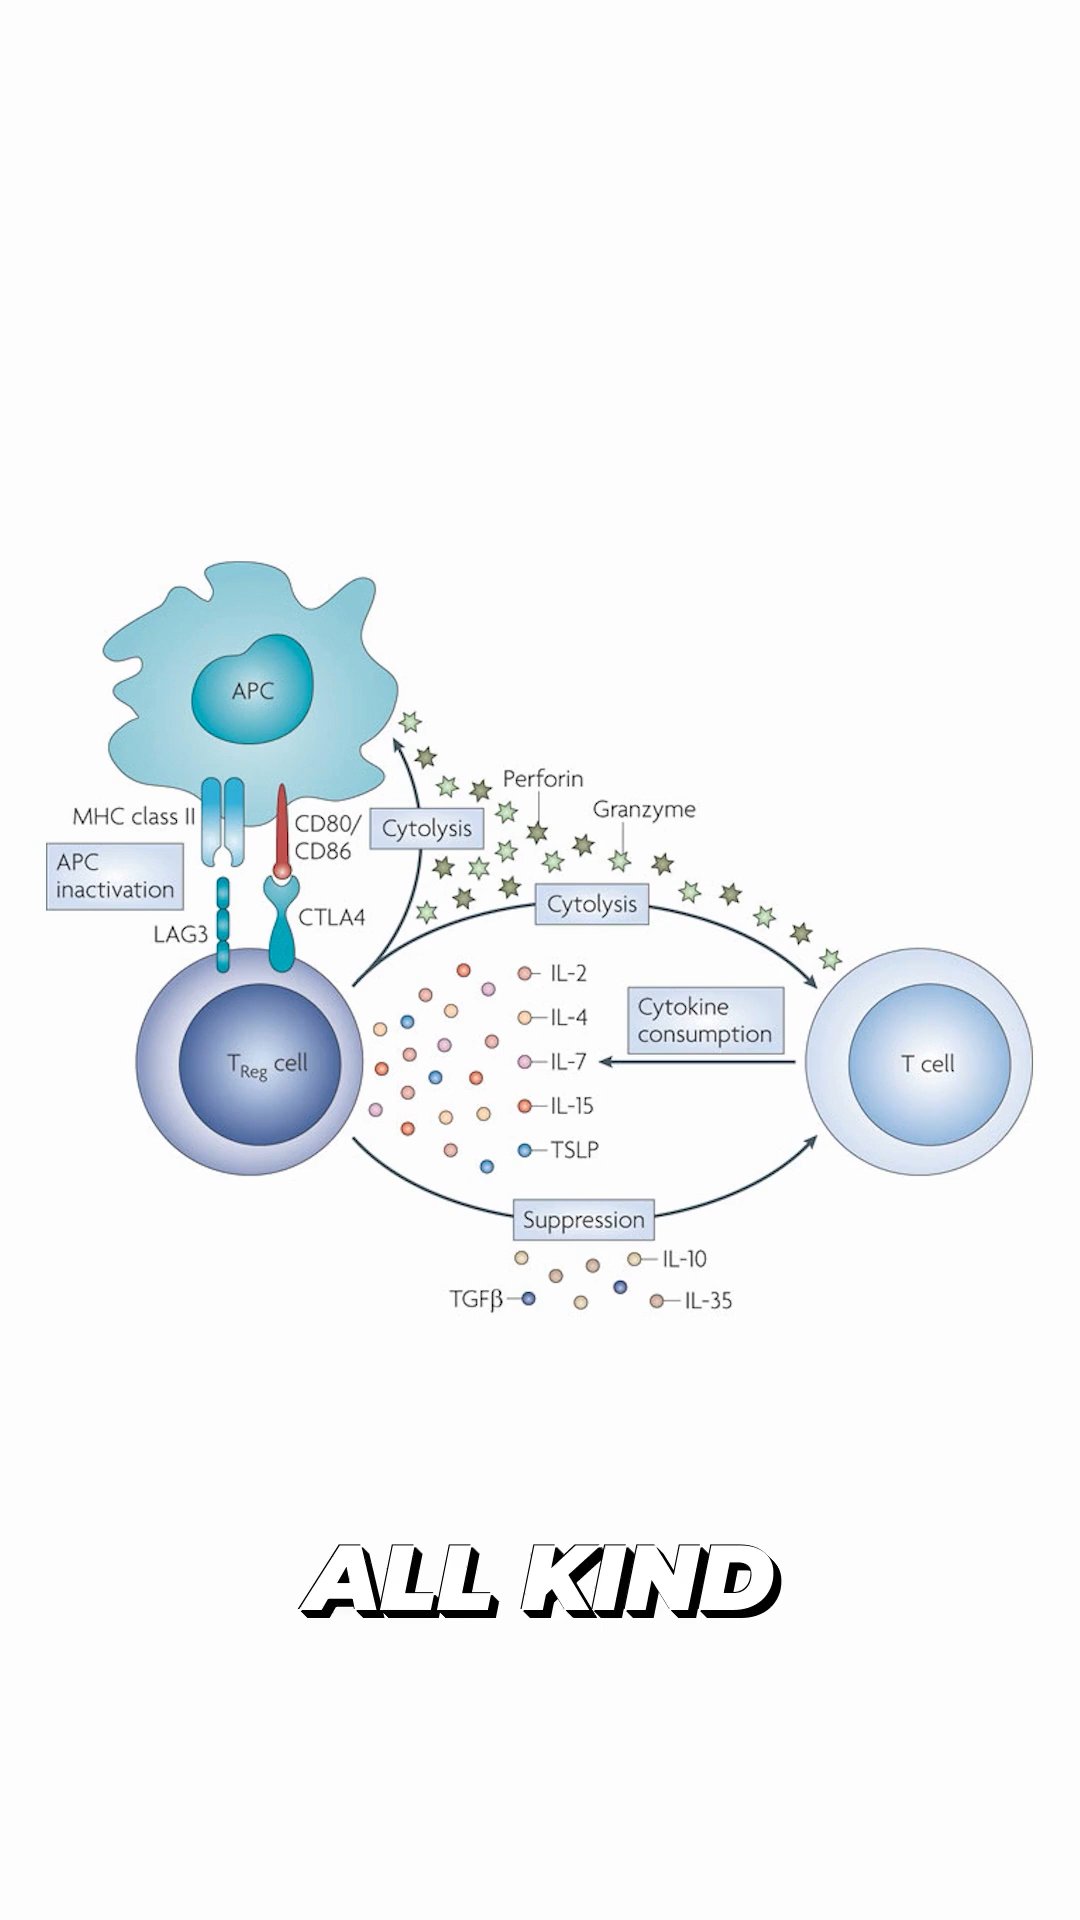 APC
MHC class II
CD80/
CD86
APC
inactivation
LAG3
CTLA4
Cytolysis
Perforin
Granzyme
Cytolysis
TReg cell
IL-2
IL-4
IL-7
IL-15
TSLP
Cytokine
consumption
T cell
Suppression
IL-10
TGFβ
IL-35
ALL KIND